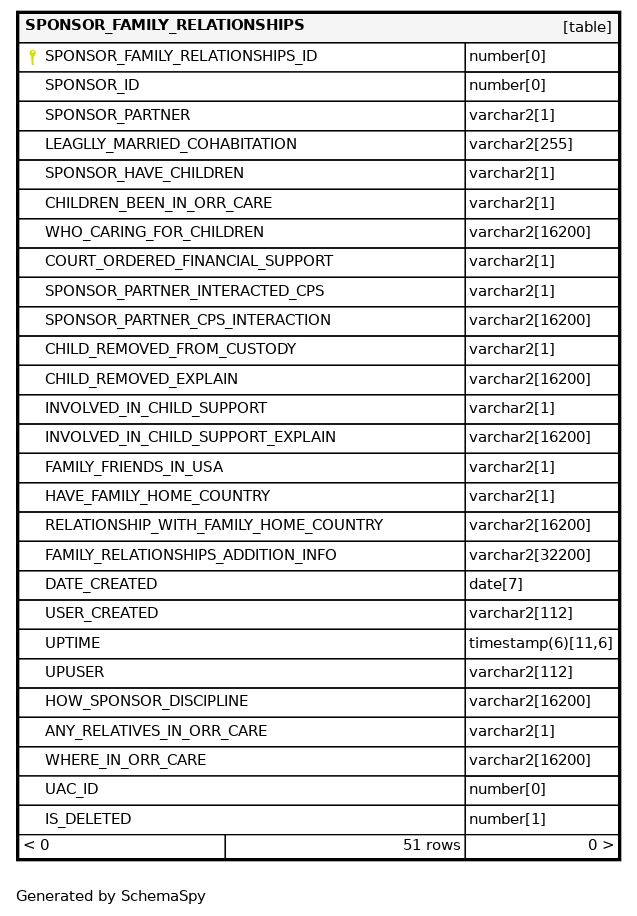 SPONSOR_FAMILY_RELATIONSHIPS [table]
SPONSOR_FAMILY_RELATIONSHIPS_ID number[0]
SPONSOR_ID number[0]
SPONSOR_PARTNER varchar2[1]
LEAGLLY_MARRIED_COHABITATION varchar2[255]
SPONSOR_HAVE_CHILDREN varchar2[1]
CHILDREN_BEEN_IN_ORR_CARE varchar2[1]
WHO_CARING_FOR_CHILDREN varchar2[16200]
COURT_ORDERED_FINANCIAL_SUPPORT varchar2[1]
SPONSOR_PARTNER_INTERACTED_CPS varchar2[1]
SPONSOR_PARTNER_CPS_INTERACTION varchar2[16200]
CHILD_REMOVED_FROM_CUSTODY varchar2[1]
CHILD_REMOVED_EXPLAIN varchar2[16200]
INVOLVED_IN_CHILD_SUPPORT varchar2[1]
INVOLVED_IN_CHILD_SUPPORT_EXPLAIN varchar2[16200]
FAMILY_FRIENDS_IN_USA varchar2[1]
HAVE_FAMILY_HOME_COUNTRY varchar2[1]
RELATIONSHIP_WITH_FAMILY_HOME_COUNTRY varchar2[16200]
FAMILY_RELATIONSHIPS_ADDITION_INFO varchar2[32200]
DATE_CREATED date[7]
USER_CREATED varchar2[112]
UPTIME timestamp(6)[11,6]
UPUSER varchar2[112]
HOW_SPONSOR_DISCIPLINE varchar2[16200]
ANY_RELATIVES_IN_ORR_CARE varchar2[1]
WHERE_IN_ORR_CARE varchar2[16200]
UAC_ID number[0]
IS_DELETED number[1]
< 0 51 rows 0 >
Generated by SchemaSpy